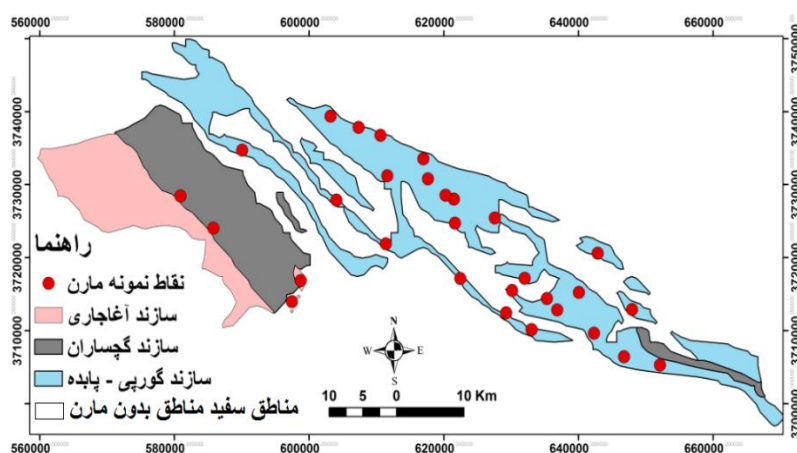 560000 580000 600000 620000 640000 660000
3750000
3740000 3740000
3730000 3730000
3720000 3720000
3710000 3710000
3700000
راهنما
نقاط نمونه مارن
سازند آغاجاری
سازند گچساران
سازند گورپی - پابده
مناطق سفید مناطق بدون مارن
N
W E
S
10 5 0 10 Km
560000 580000 600000 620000 640000 660000